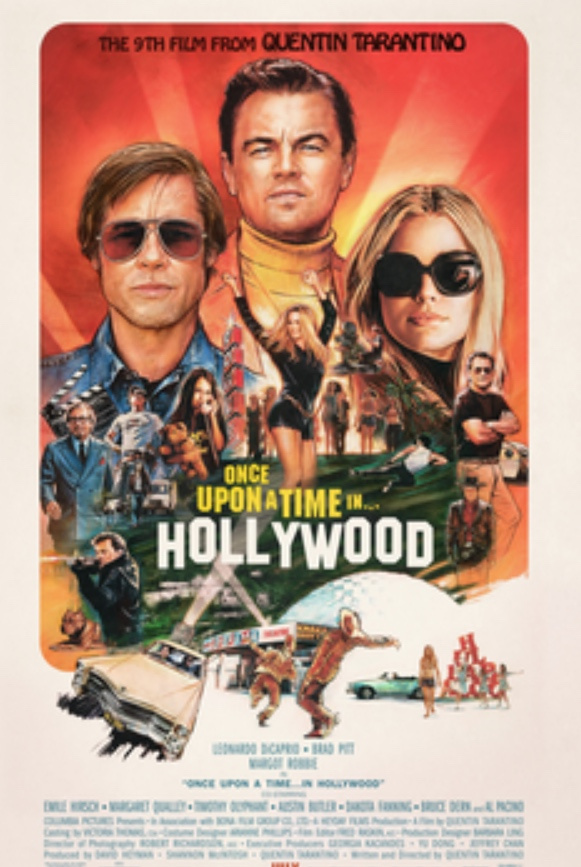 THE 9TH FILM FROM QUENTIN TARANTINO
ONCE
UPON A TIME IN...
HOLLYWOOD
LEONARDO DiCAPRIO • BRAD PITT
MARGOT ROBBIE
in
"ONCE UPON A TIME...IN HOLLYWOOD"
CO-STARRING
EMILE HIRSCH • MARGARET QUALLEY • TIMOTHY OLYPHANT • AUSTIN BUTLER • DAKOTA FANNING • BRUCE DERN and AL PACINO
COLUMBIA PICTURES Presents • In Association with BONA FILM GROUP CO., LTD. • A HEYDAY FILMS Production • A Film by QUENTIN TARANTINO
Casting by VICTORIA THOMAS, • Costume Designer ARIANNE PHILLIPS • Film Editor FRED RASKIN, • Production Designer BARBARA LING
Director of Photography ROBERT RICHARDSON, • Executive Producers GEORGIA KACANDES • YU DONG • JEFFREY CHAN
Produced by DAVID HEYMAN • SHANNON McINTOSH • QUENTIN TARANTINO • Written and Directed by QUENTIN TARANTINO